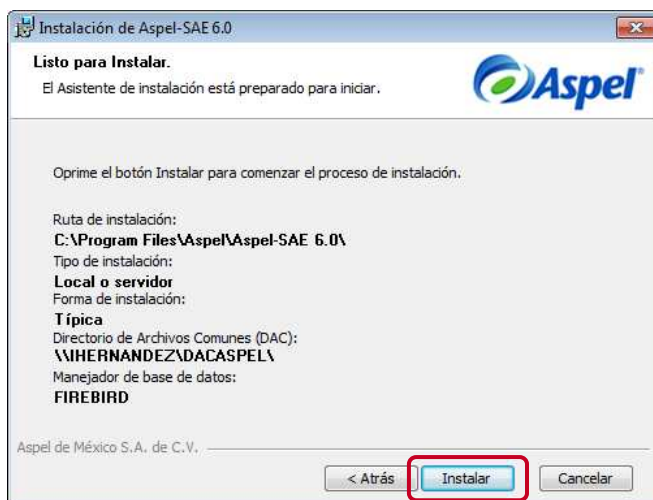 Instalación de Aspel-SAE 6.0
Listo para Instalar.
El Asistente de instalación está preparado para iniciar.
Aspel
Oprime el botón Instalar para comenzar el proceso de instalación.
Ruta de instalación:
C:\Program Files\Aspel\Aspel-SAE 6.0\
Tipo de instalación:
Local o servidor
Forma de instalación:
Típica
Directorio de Archivos Comunes (DAC):
\\IHERNANDEZ\DACASPEL\
Manejador de base de datos:
FIREBIRD
Aspel de México S.A. de C.V.
< Atrás
Instalar
Cancelar